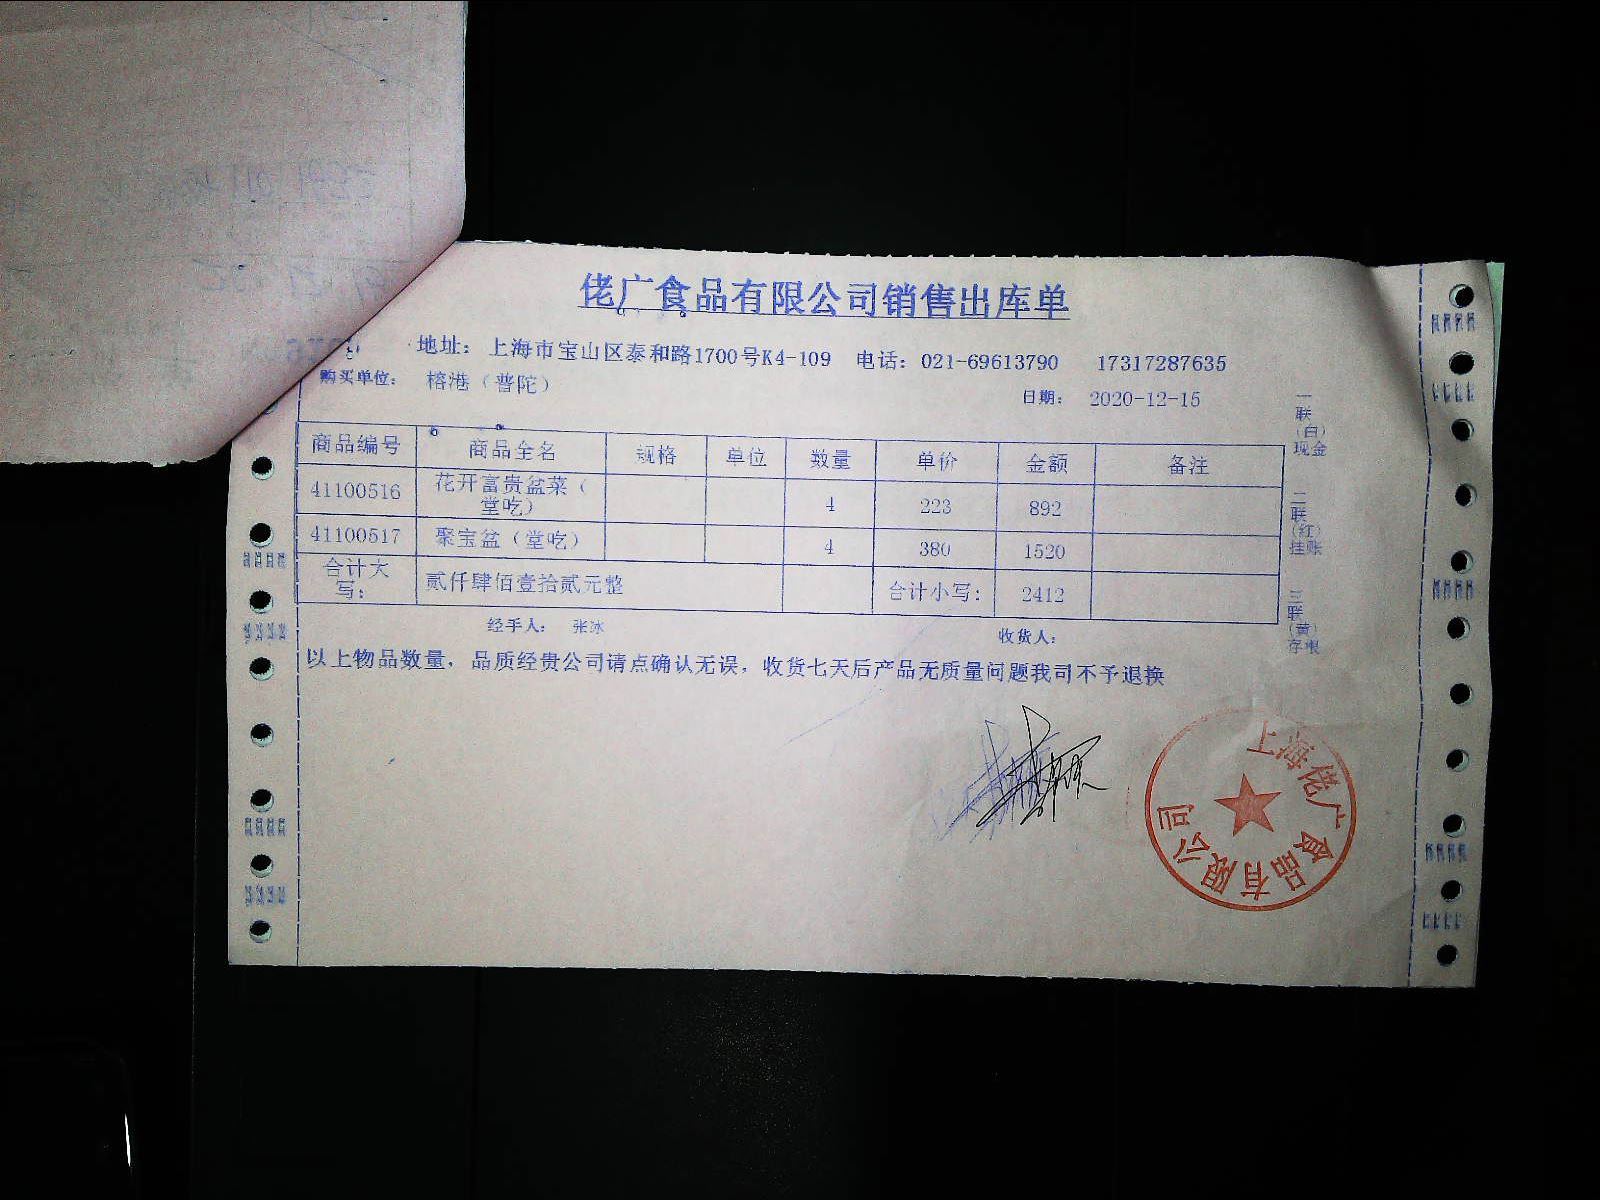 佬广食品有限公司销售出库单
地址：上海市宝山区泰和路1700号K4-109 电话：021-69613790 17317287635
购买单位： 榕港（普陀） 日期： 2020-12-15
商品编号 商品全名 规格 单位 数量 单价 金额 备注
41100516 花开富贵盆菜（堂吃） 4 223 892
41100517 聚宝盆（堂吃） 4 380 1520
合计大写： 贰仟肆佰壹拾贰元整 合计小写： 2412
经手人： 张冰 收货人：
以上物品数量，品质经贵公司请点确认无误，收货七天后产品无质量问题我司不予退换
一联（白）现金
二联（红）挂账
三联（黄）存根
上海佬广食品有限公司